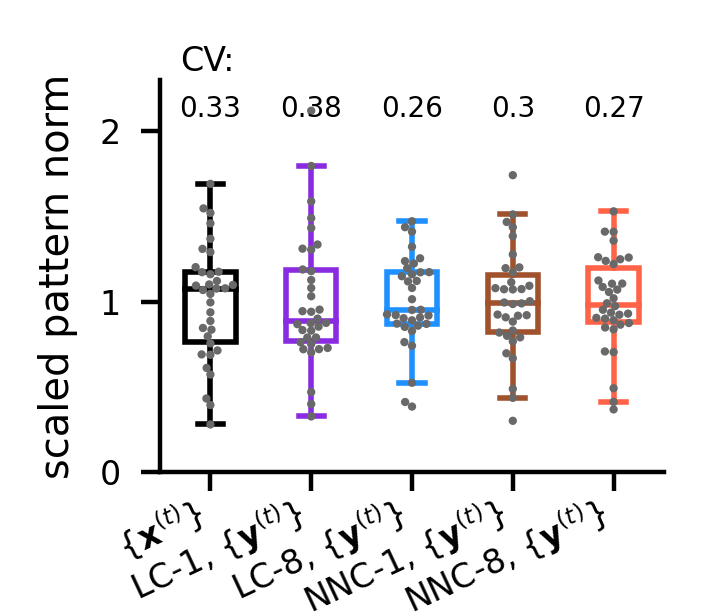 CV:
0.33 0.38 0.26 0.3 0.27
scaled pattern norm
2
1
0
{𝐱⁽ᵗ⁾}
LC-1, {𝐲⁽ᵗ⁾}
LC-8, {𝐲⁽ᵗ⁾}
NNC-1, {𝐲⁽ᵗ⁾}
NNC-8, {𝐲⁽ᵗ⁾}